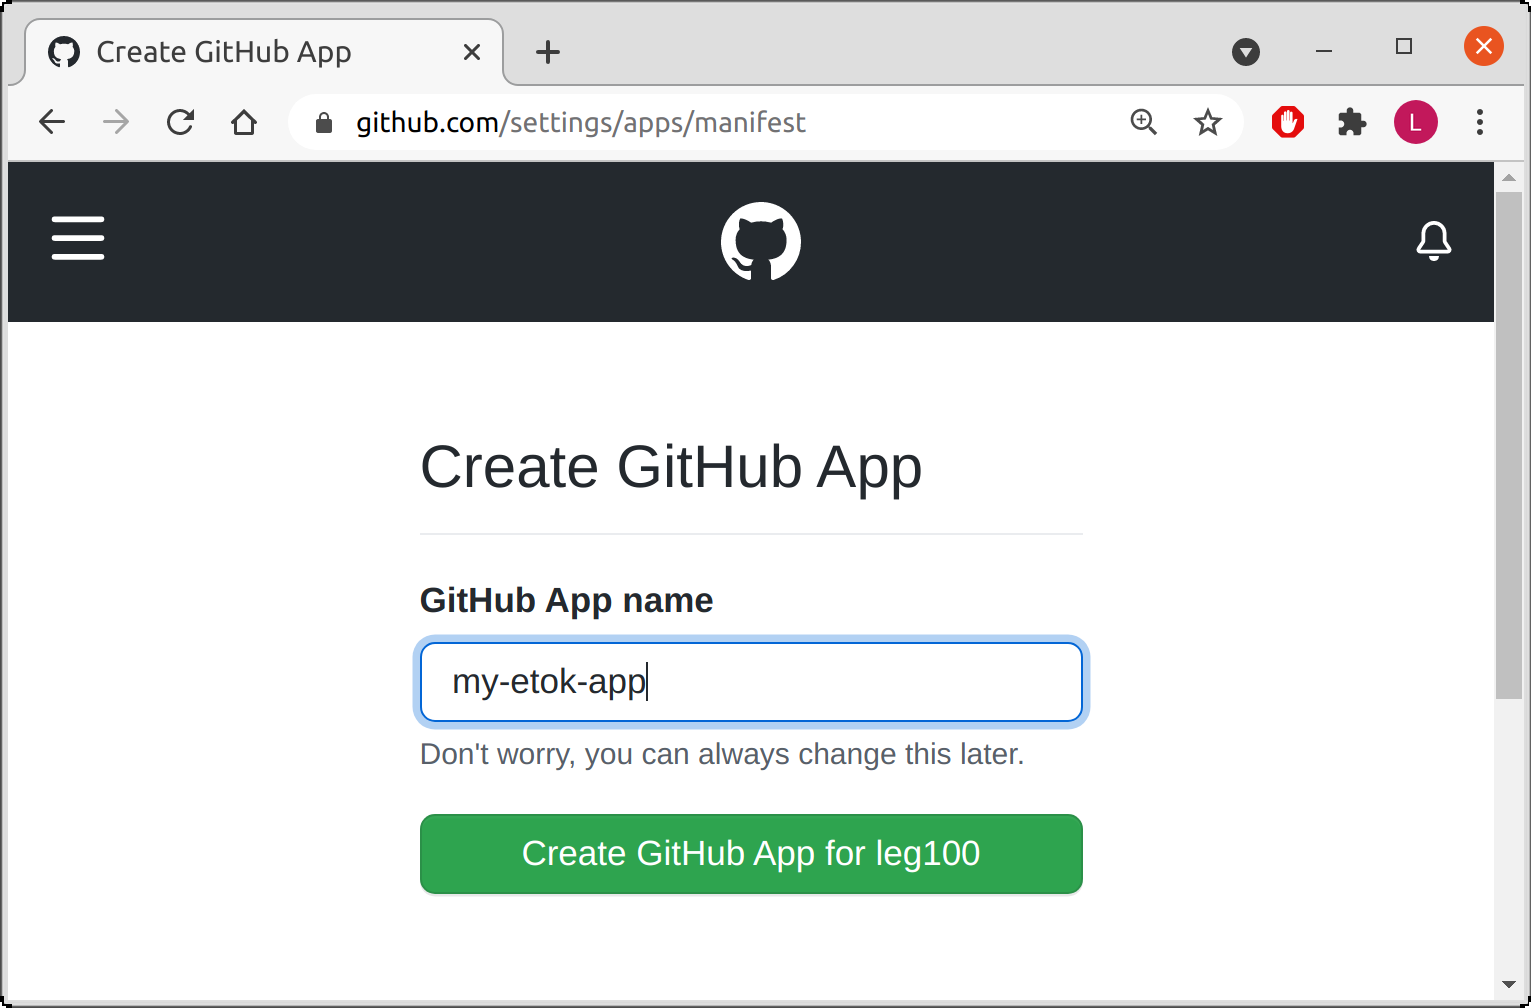 Create GitHub App
github.com/settings/apps/manifest
L
Create GitHub App
GitHub App name
my-etok-app
Don't worry, you can always change this later.
Create GitHub App for leg100